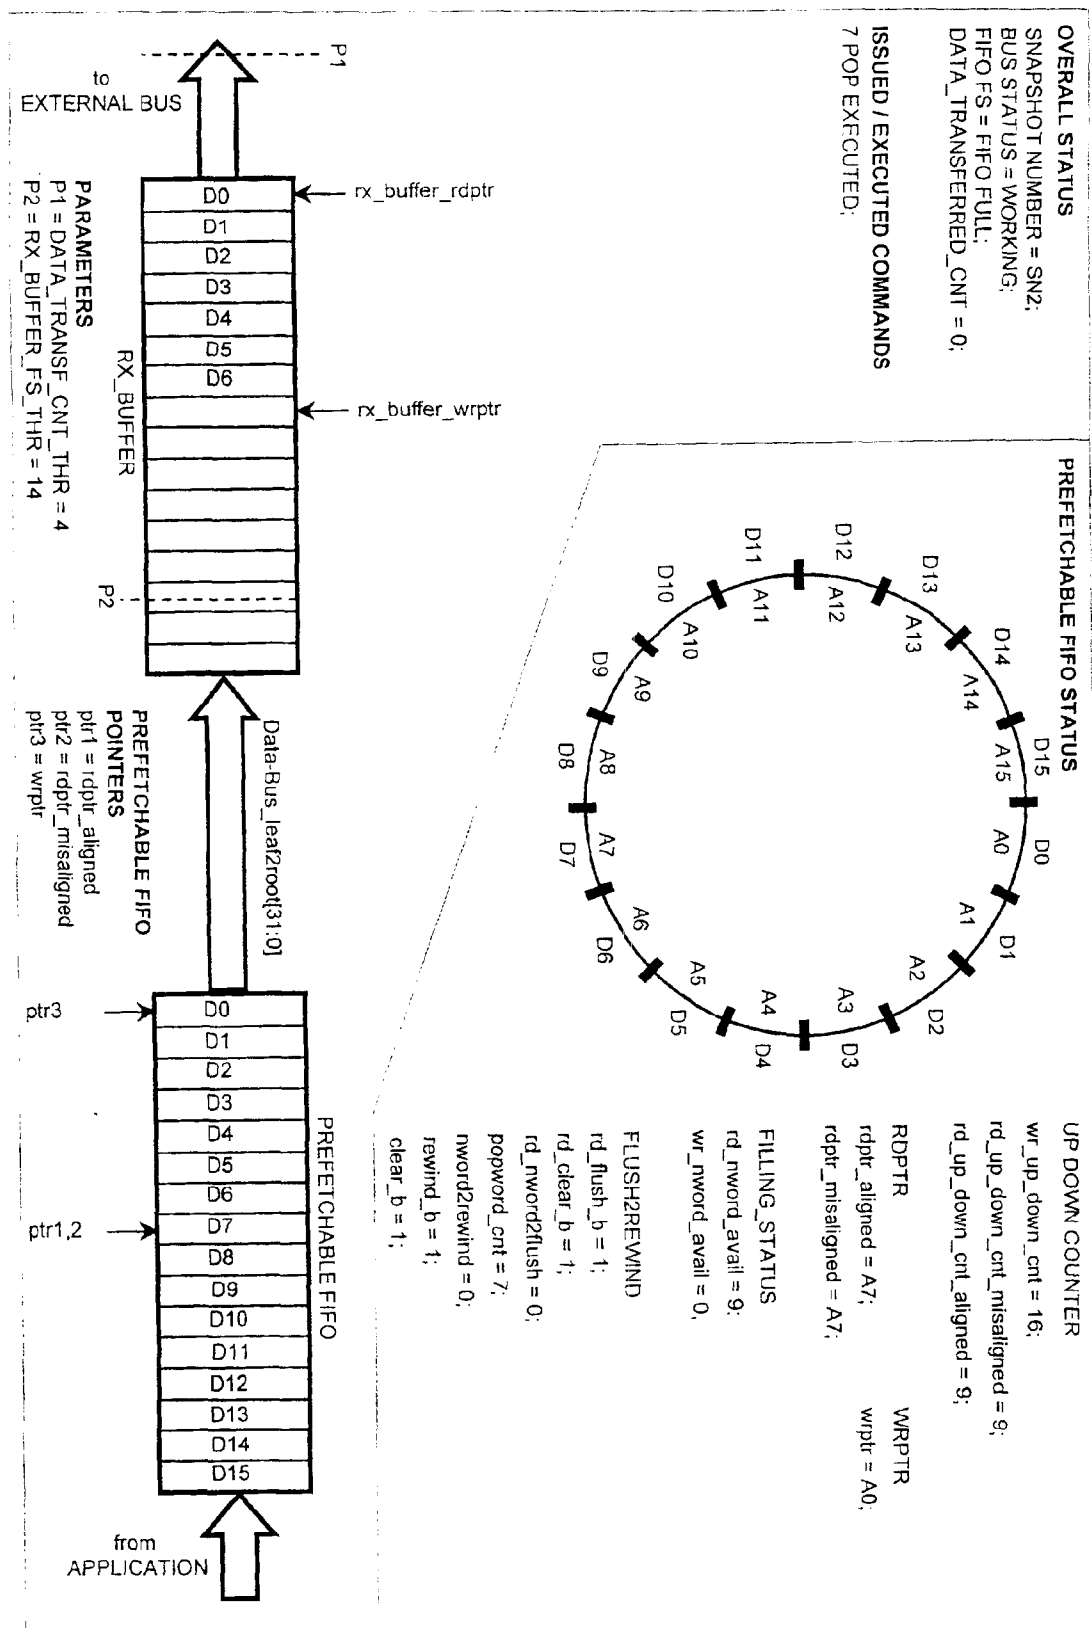 OVERALL STATUS
SNAPSHOT NUMBER = SN2;
BUS STATUS = WORKING;
FIFO FS = FIFO FULL;
DATA_TRANSFERRED_CNT = 0;
ISSUED / EXECUTED COMMANDS
7 POP EXECUTED;
PREFETCHABLE FIFO STATUS
D0
D1
D2
D3
D4
D5
D6
D7
D8
D9
D10
D11
D12
D13
D14
D15
A0
A1
A2
A3
A4
A5
A6
A7
A8
A9
A10
A11
A12
A13
A14
A15
UP DOWN COUNTER
wr_up_down_cnt = 16;
rd_up_down_cnt_misaligned = 9;
rd_up_down_cnt_aligned = 9;
RDPTR
rdptr_aligned = A7;
rdptr_misaligned = A7;
WRPTR
wrptr = A0;
FILLING_STATUS
rd_nword_avail = 9;
wr_nword_avail = 0,
FLUSH2REWIND
rd_flush_b = 1;
rd_clear_b = 1;
rd_nword2flush = 0;
popword_cnt = 7;
nword2rewind = 0;
rewind_b = 1;
clear_b = 1;
P1
to
EXTERNAL BUS
D0
D1
D2
D3
D4
D5
D6
rx_buffer_rdptr
rx_buffer_wrptr
RX_BUFFER
P2
PARAMETERS
P1 = DATA_TRANSF_CNT_THR = 4
P2 = RX_BUFFER_FS_THR = 14
Data-Bus_leaf2root[31:0]
PREFETCHABLE FIFO
POINTERS
ptr1 = rdptr_aligned
ptr2 = rdptr_misaligned
ptr3 = wrptr
ptr3
ptr1,2
D0
D1
D2
D3
D4
D5
D6
D7
D8
D9
D10
D11
D12
D13
D14
D15
PREFETCHABLE FIFO
from
APPLICATION